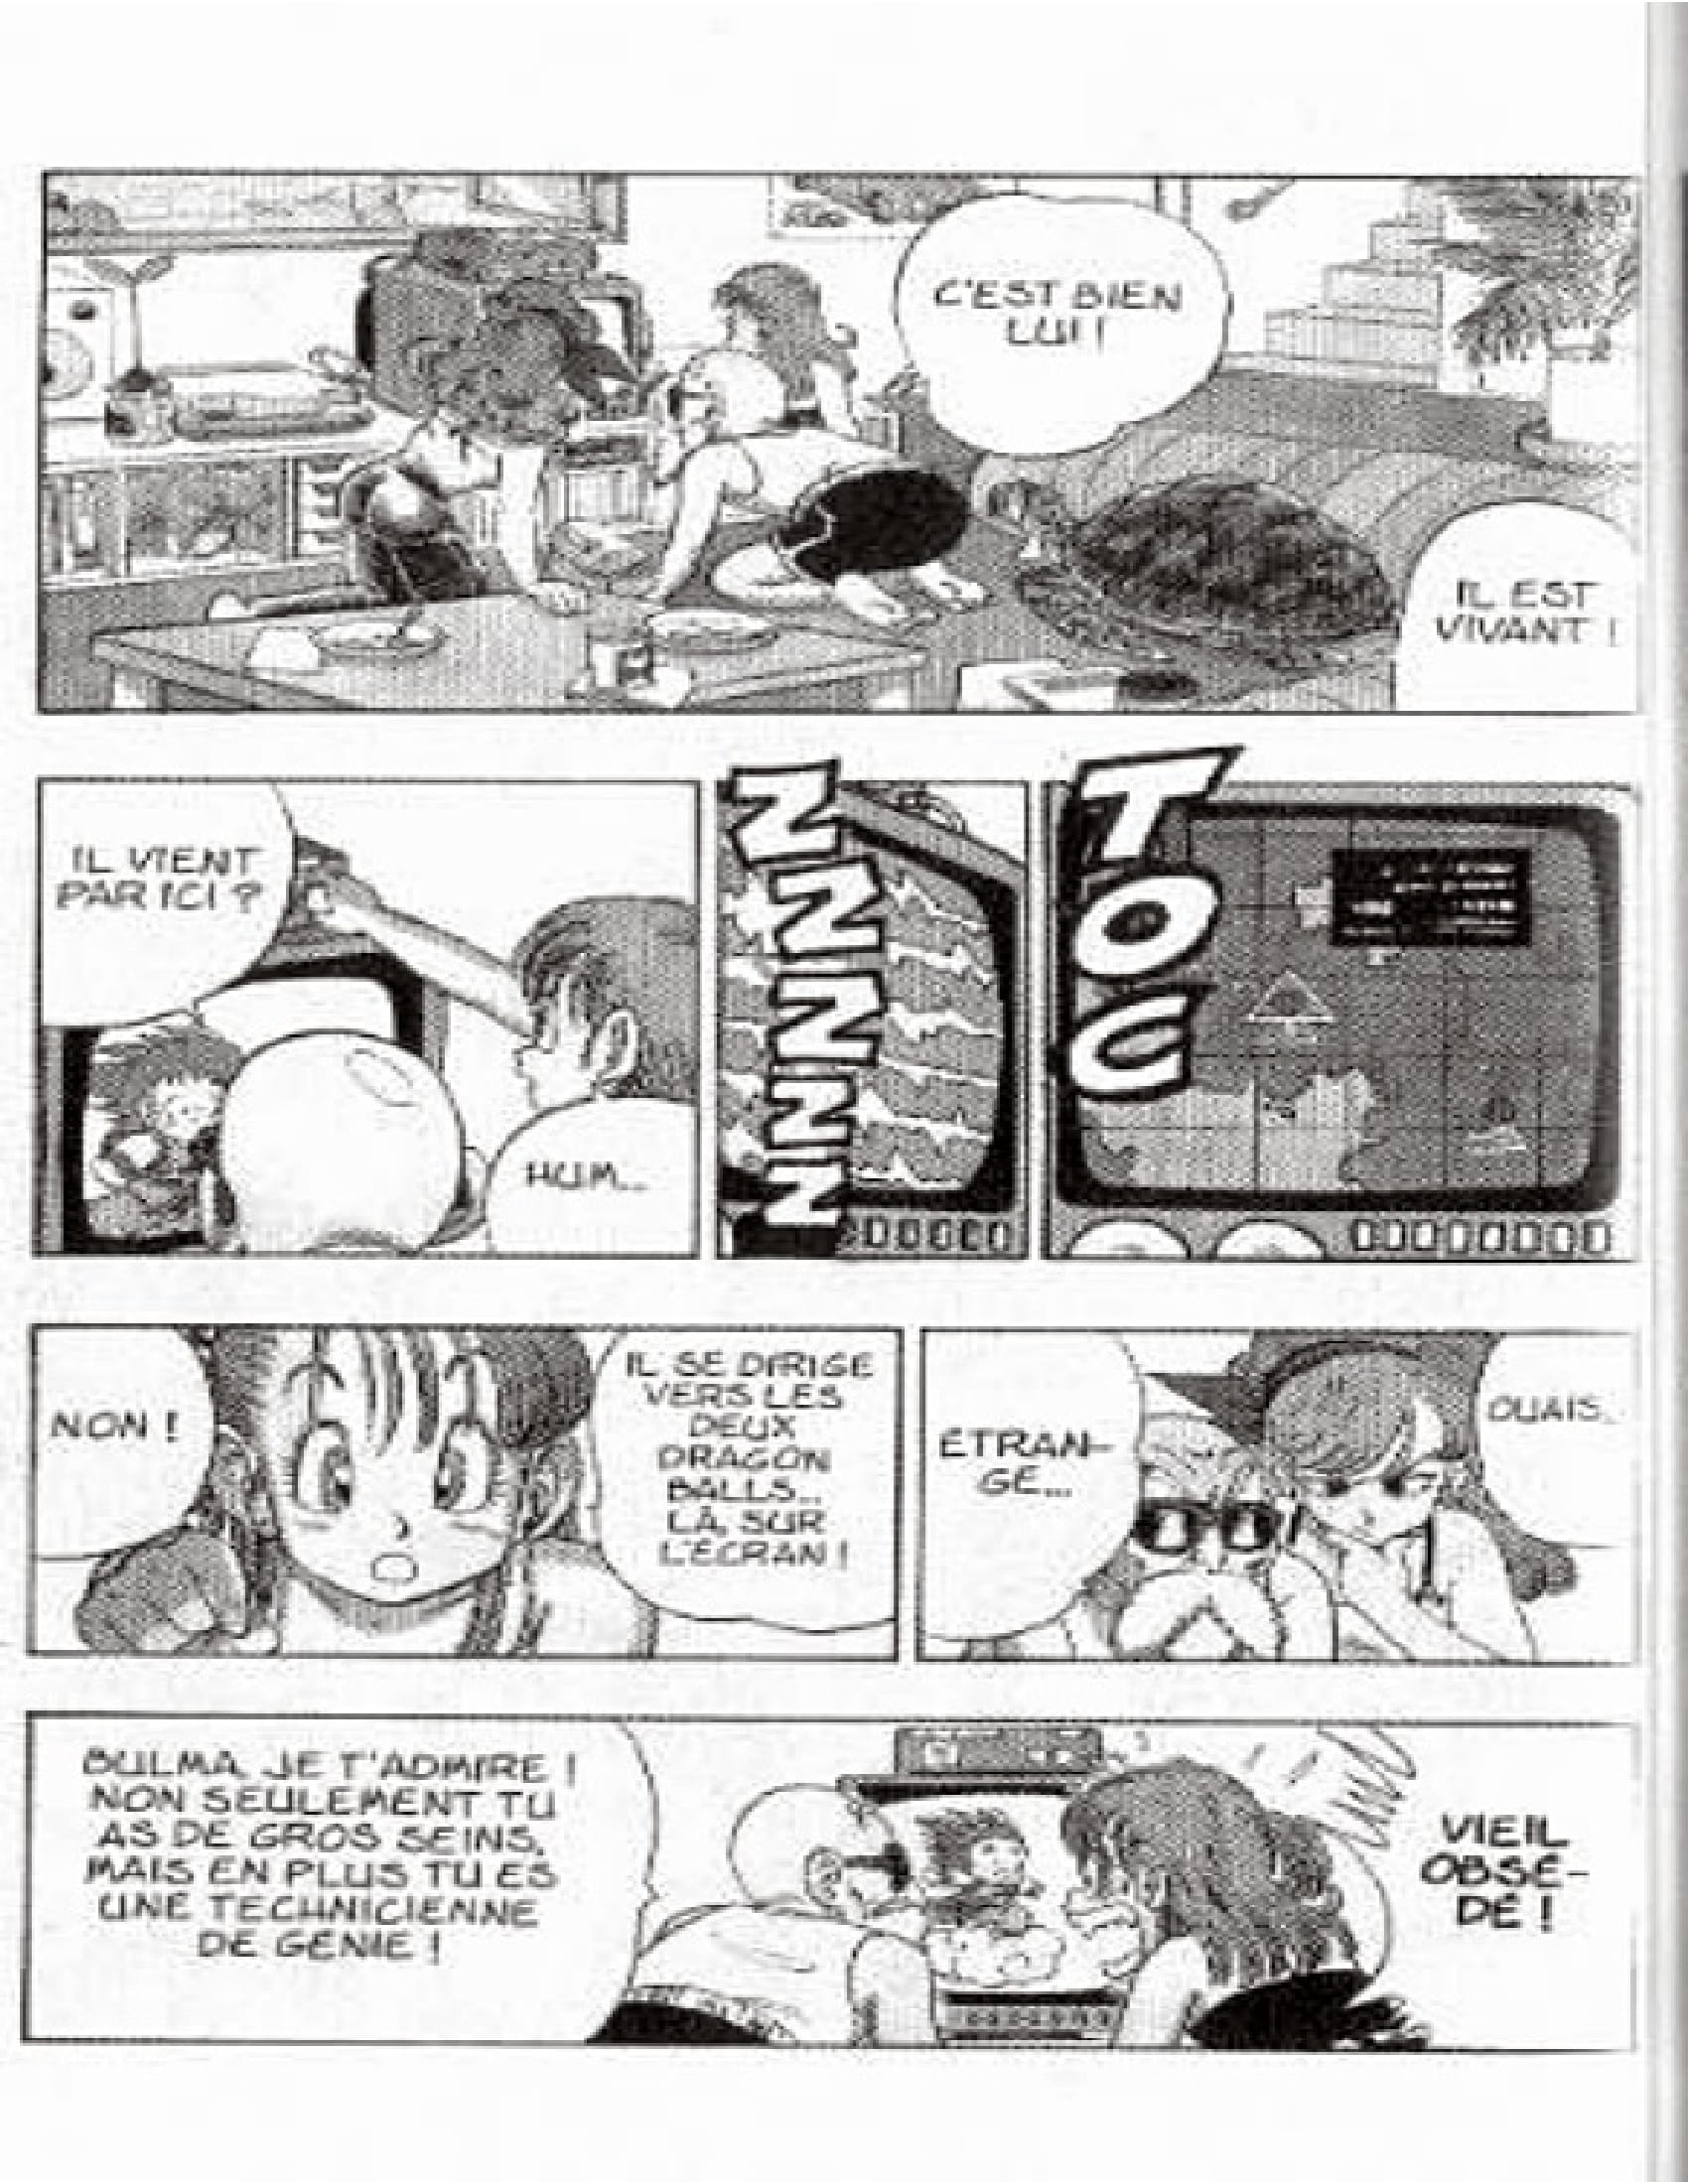 C'EST BIEN
LUI !
IL EST
VIVANT !
IL VIENT
PAR ICI ?
HUM...
TOC
NON !
IL SE DIRIGE
VERS LES
DEUX
DRAGON
BALLS...
LÀ, SUR
L'ÉCRAN !
ÉTRAN-
GE...
OUAIS.
BULMA, JE T'ADMIRE !
NON SEULEMENT TU
AS DE GROS SEINS,
MAIS EN PLUS TU ES
UNE TECHNICIENNE
DE GÉNIE !
VIEIL
OBSÉ-
DÉ !